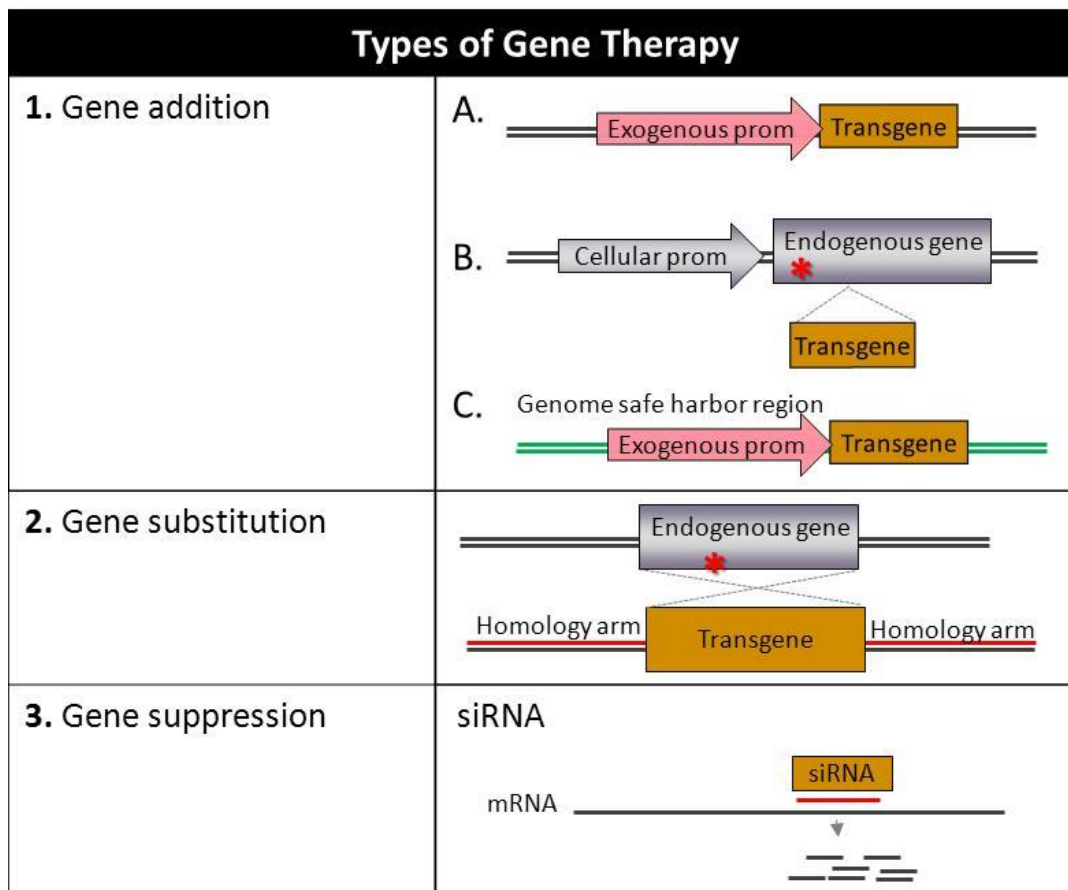 Types of Gene Therapy
1. Gene addition
A.
Exogenous prom
Transgene
B.
Cellular prom
Endogenous gene
*
Transgene
C.
Genome safe harbor region
Exogenous prom
Transgene
2. Gene substitution
Endogenous gene
*
Homology arm
Transgene
Homology arm
3. Gene suppression
siRNA
siRNA
mRNA